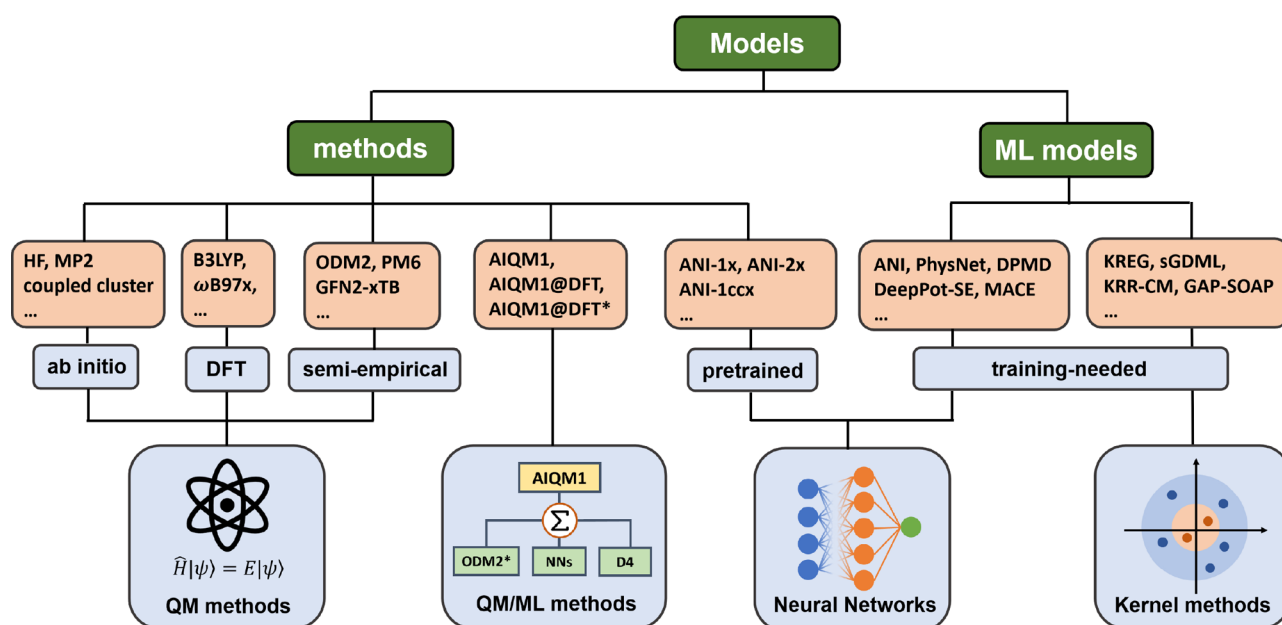 Models
methods
ML models
HF, MP2
coupled cluster
...
B3LYP,
ωB97x,
...
ODM2, PM6
GFN2-xTB
...
AIQM1,
AIQM1@DFT,
AIQM1@DFT*
ANI-1x, ANI-2x
ANI-1ccx
...
ANI, PhysNet, DPMD
DeepPot-SE, MACE
...
KREG, sGDML,
KRR-CM, GAP-SOAP
...
ab initio
DFT
semi-empirical
pretrained
training-needed
Ĥ|ψ⟩ = E|ψ⟩
QM methods
AIQM1
Σ
ODM2*
NNs
D4
QM/ML methods
Neural Networks
Kernel methods